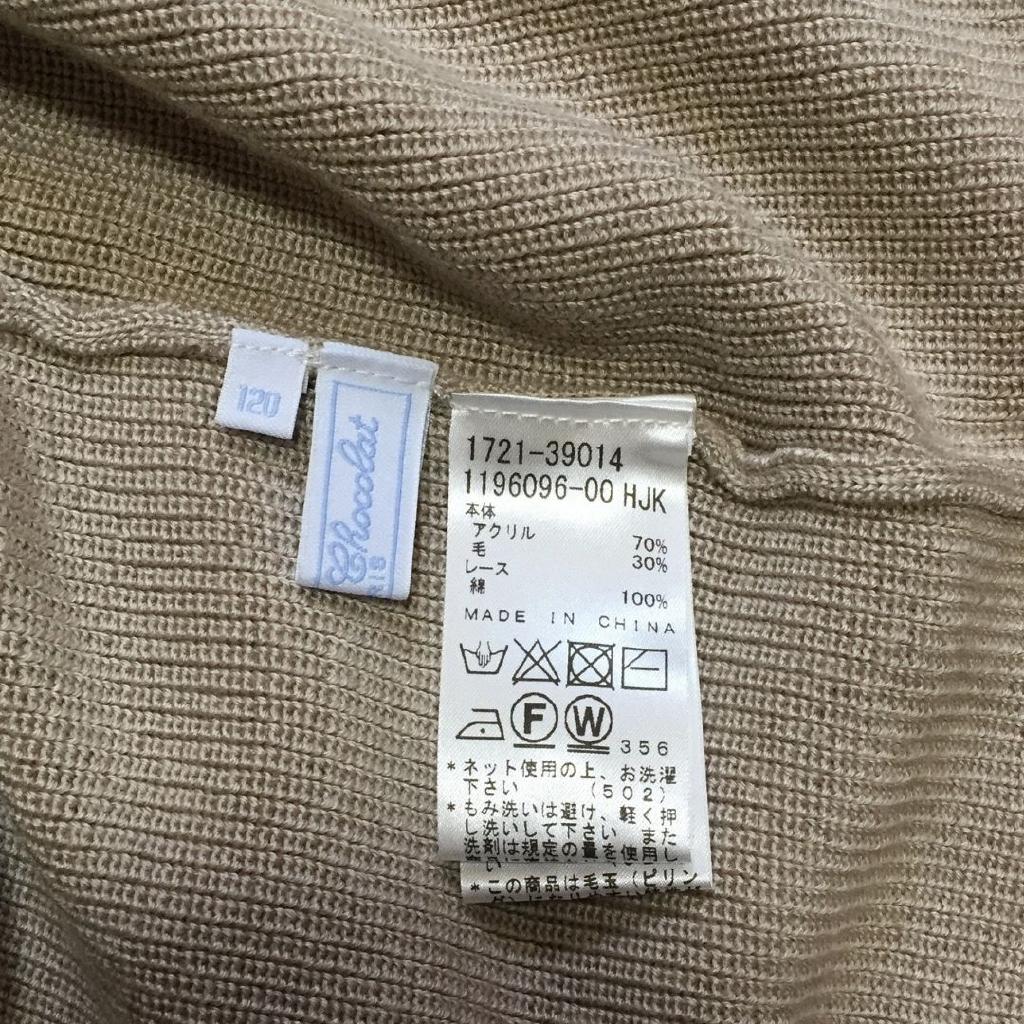 120
Chocolat
1721-39014
1196096-00 HJK
本体
アクリル 70%
毛 30%
レース
綿 100%
MADE IN CHINA
F W 356
*ネット使用の上、お洗濯
下さい (502)
*もみ洗いは避け、軽く押
し洗いして下さい また
洗剤は規定の量を使用し
*この商品は毛玉(ピリン